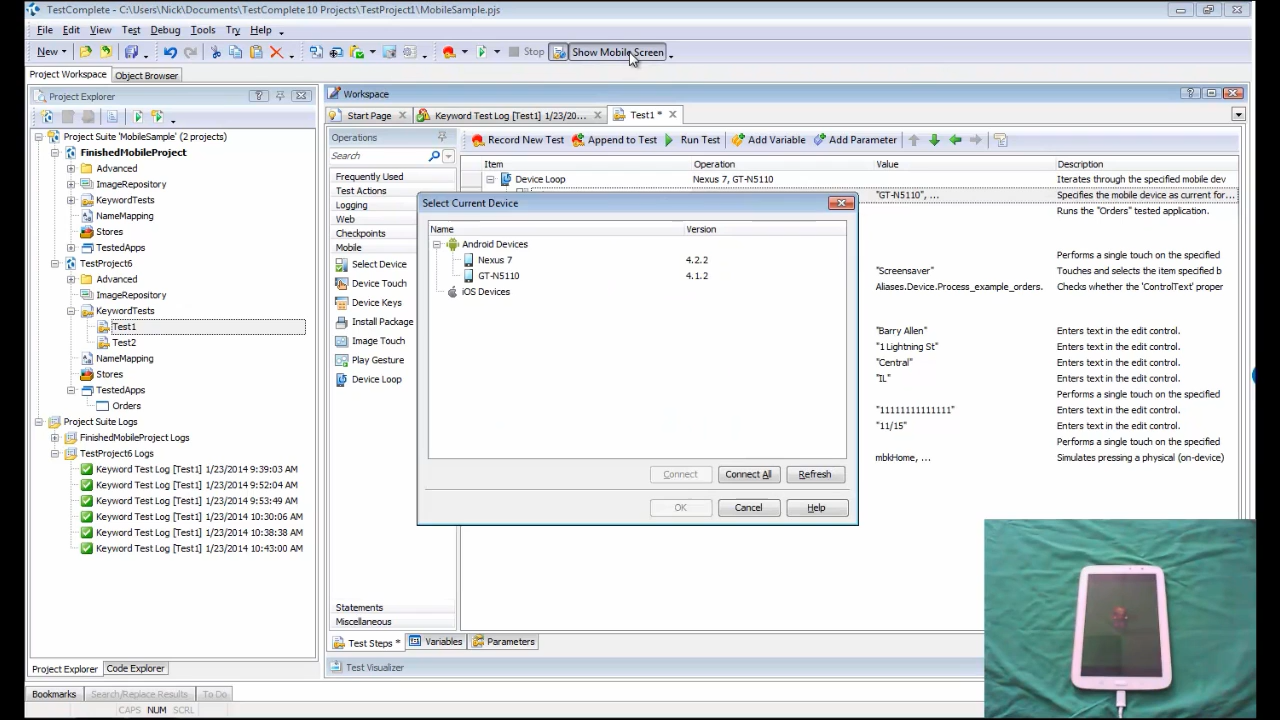 TestComplete - C:\Users\Nick\Documents\TestComplete 10 Projects\TestProject1\MobileSample.pjs
File Edit View Test Debug Tools Try Help
New Stop Show Mobile Screen
Project Workspace Object Browser
Project Explorer ?
Project Suite 'MobileSample' (2 projects)
FinishedMobileProject
Advanced
ImageRepository
KeywordTests
NameMapping
Stores
TestedApps
TestProject6
Advanced
ImageRepository
KeywordTests
Test1
Test2
NameMapping
Stores
TestedApps
Orders
Project Suite Logs
FinishedMobileProject Logs
TestProject6 Logs
Keyword Test Log [Test1] 1/23/2014 9:39:03 AM
Keyword Test Log [Test1] 1/23/2014 9:52:04 AM
Keyword Test Log [Test1] 1/23/2014 9:53:49 AM
Keyword Test Log [Test1] 1/23/2014 10:30:06 AM
Keyword Test Log [Test1] 1/23/2014 10:38:38 AM
Keyword Test Log [Test1] 1/23/2014 10:43:00 AM
Project Explorer Code Explorer
Workspace ?
Start Page Keyword Test Log [Test1] 1/23/20... Test1 *
Operations
Search
Frequently Used
Test Actions
Logging
Web
Checkpoints
Mobile
Select Device
Device Touch
Device Keys
Install Package
Image Touch
Play Gesture
Device Loop
Statements
Miscellaneous
Record New Test Append to Test Run Test Add Variable Add Parameter
Item Operation Value Description
Device Loop Nexus 7, GT-N5110 Iterates through the specified mobile dev
"GT-N5110", ... Specifies the mobile device as current for...
Runs the "Orders" tested application.
Performs a single touch on the specified
"Screensaver" Touches and selects the item specified b
Aliases.Device.Process_example_orders. Checks whether the 'ControlText' proper
"Barry Allen" Enters text in the edit control.
"1 Lightning St" Enters text in the edit control.
"Central" Enters text in the edit control.
"IL" Enters text in the edit control.
Performs a single touch on the specified
"11111111111111" Enters text in the edit control.
"11/15" Enters text in the edit control.
Performs a single touch on the specified
mbkHome, ... Simulates pressing a physical (on-device)
Select Current Device
Name Version
Android Devices
Nexus 7 4.2.2
GT-N5110 4.1.2
iOS Devices
Connect Connect All Refresh
OK Cancel Help
Test Steps * Variables Parameters
Test Visualizer
Bookmarks Search/Replace Results To Do
CAPS NUM SCRL